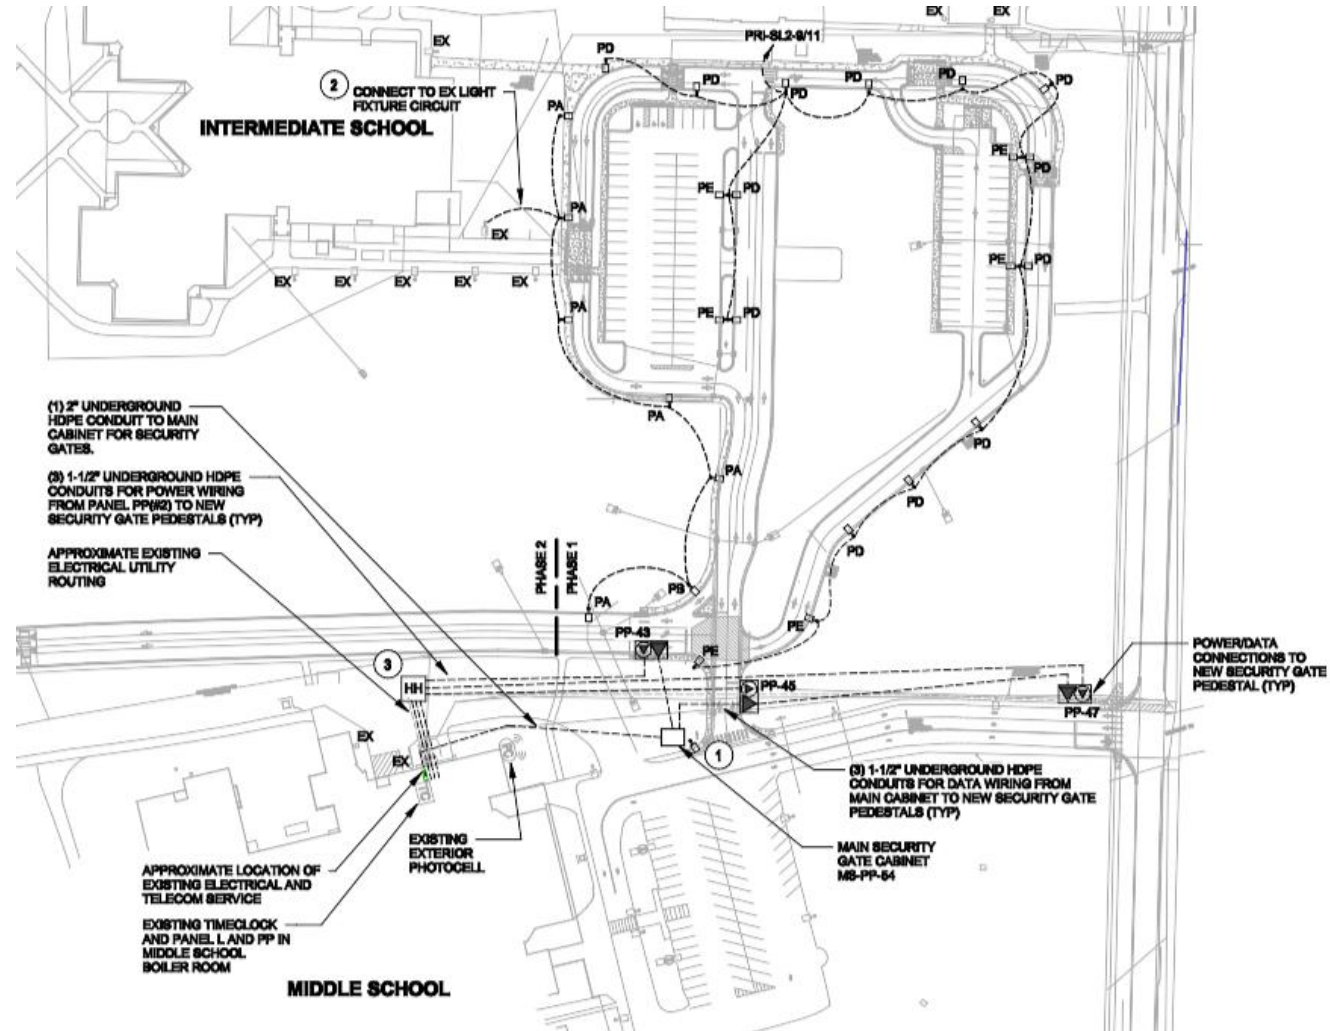 EX
EX
EX
PRI-SL2-9/11
PD
PD
PD
PD
PD
2
CONNECT TO EX LIGHT
FIXTURE CIRCUIT
PA
INTERMEDIATE SCHOOL
PE
PD
PE
PD
PA
EX
PE
PD
EX
EX
EX
EX
EX
PA
PE
PD
(1) 2" UNDERGROUND
HDPE CONDUIT TO MAIN
CABINET FOR SECURITY
GATES.
PA
PD
(3) 1-1/2" UNDERGROUND HDPE
CONDUITS FOR POWER WIRING
FROM PANEL PP(#2) TO NEW
SECURITY GATE PEDESTALS (TYP)
PA
PD
APPROXIMATE EXISTING
ELECTRICAL UTILITY
ROUTING
PHASE 2
PHASE 1
PD
PB
PA
PE
PP-43
PE
3
HH
PP-45
POWER/DATA
CONNECTIONS TO
NEW SECURITY GATE
PEDESTAL (TYP)
PP-47
EX
EX
1
(3) 1-1/2" UNDERGROUND HDPE
CONDUITS FOR DATA WIRING FROM
MAIN CABINET TO NEW SECURITY GATE
PEDESTALS (TYP)
EXISTING
EXTERIOR
PHOTOCELL
MAIN SECURITY
GATE CABINET
MS-PP-54
APPROXIMATE LOCATION OF
EXISTING ELECTRICAL AND
TELECOM SERVICE
EXISTING TIMECLOCK
AND PANEL L AND PP IN
MIDDLE SCHOOL
BOILER ROOM
MIDDLE SCHOOL